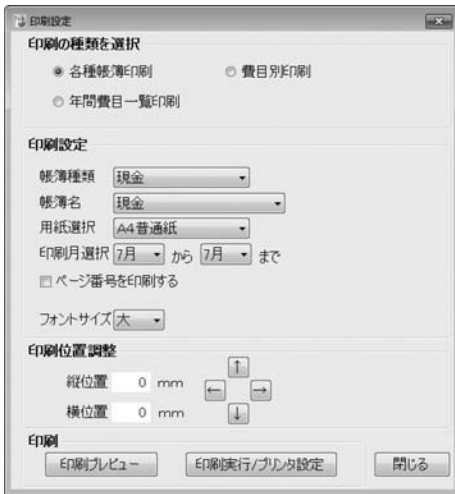 印刷設定
印刷の種類を選択
各種帳簿印刷 費目別印刷
年間費目一覧印刷
印刷設定
帳簿種類 現金
帳簿名 現金
用紙選択 A4普通紙
印刷月選択 7月 から 7月 まで
ページ番号を印刷する
フォントサイズ 大
印刷位置調整
↑
縦位置 0 mm ← →
横位置 0 mm ↓
印刷
印刷プレビュー 印刷実行/プリンタ設定 閉じる